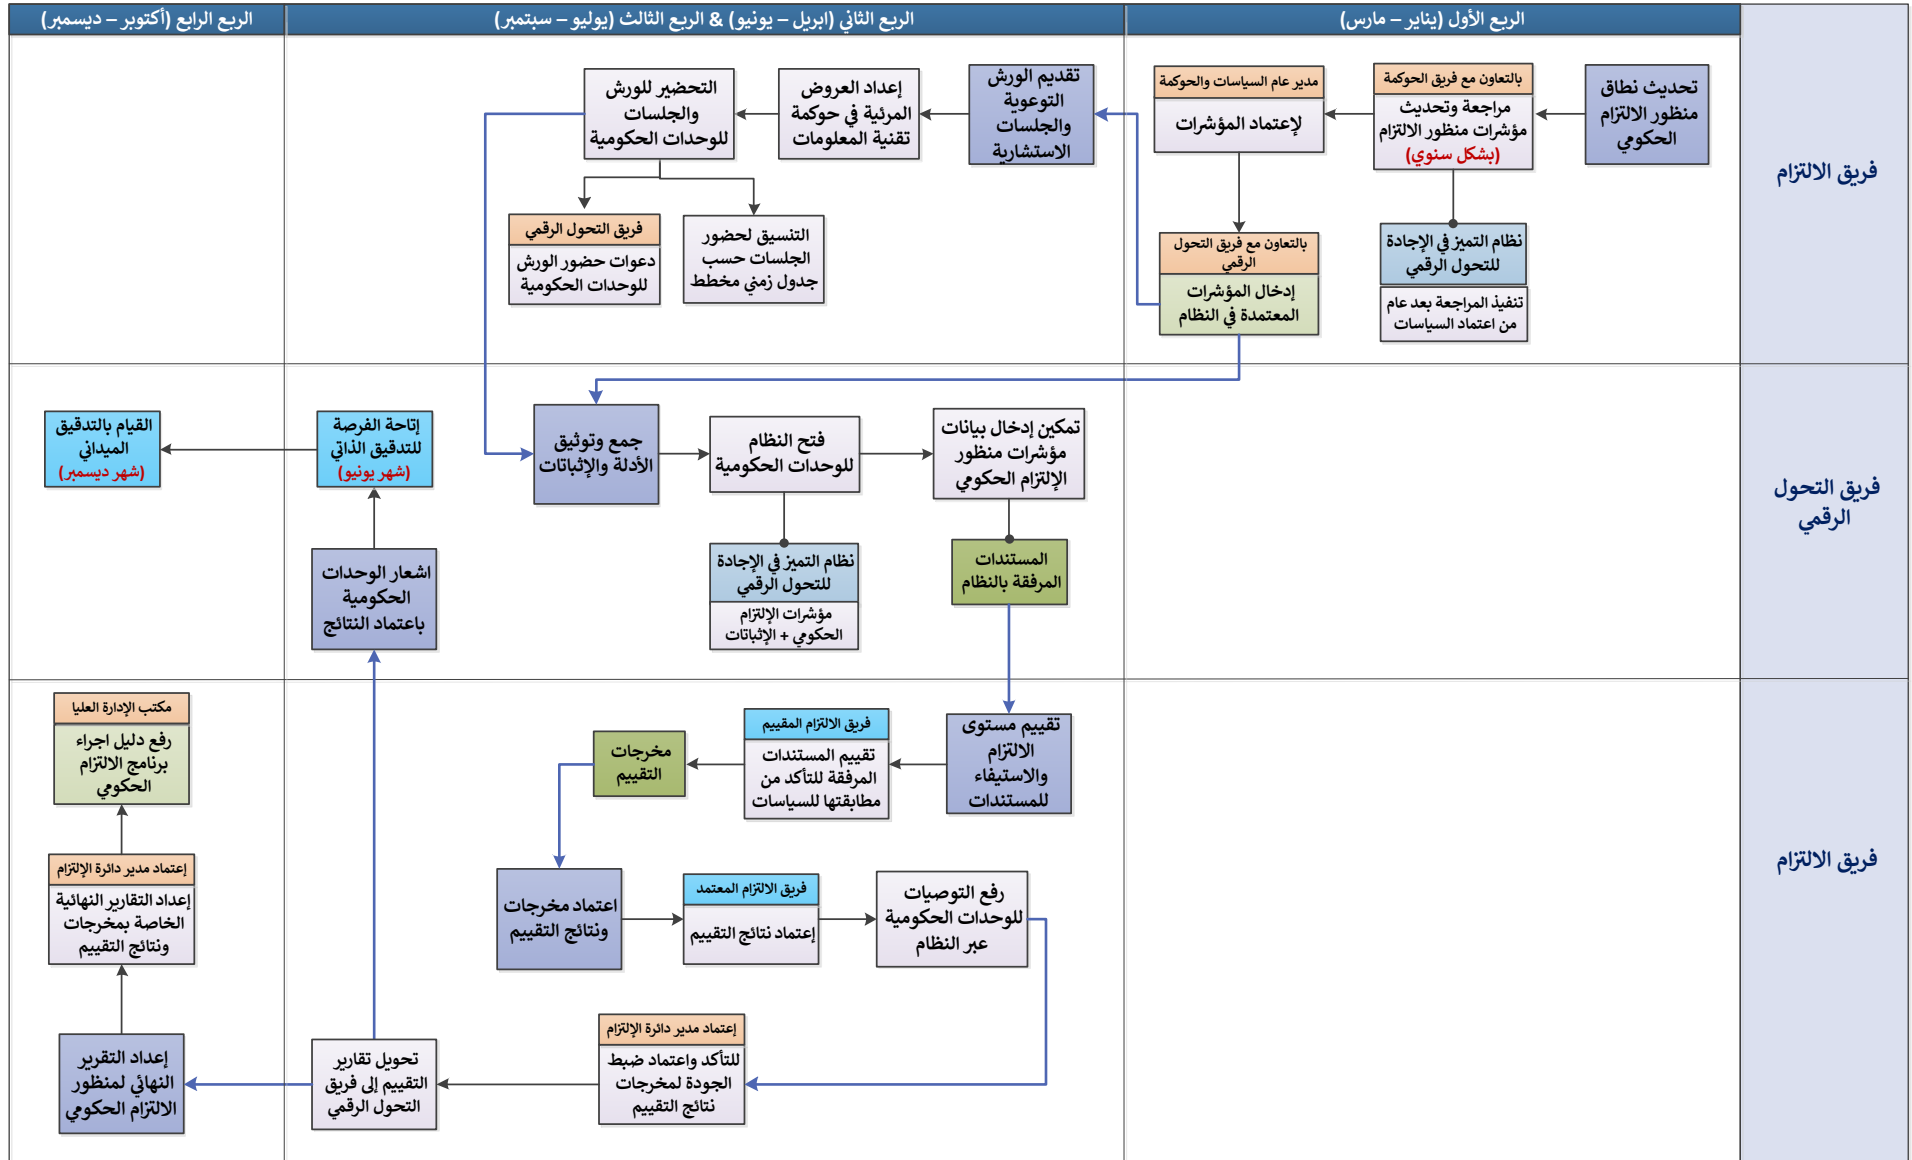 الربع الأول (يناير – مارس)
الربع الثاني (ابريل – يونيو) & الربع الثالث (يوليو – سبتمبر)
الربع الرابع (أكتوبر – ديسمبر)
فريق الالتزام
تحديث نطاق
منظور الالتزام
الحكومي
بالتعاون مع فريق الحوكمة
مراجعة وتحديث
مؤشرات منظور الالتزام
(بشكل سنوي)
نظام التميز في الإجادة
للتحول الرقمي
تنفيذ المراجعة بعد عام
من اعتماد السياسات
مدير عام السياسات والحوكمة
لإعتماد المؤشرات
بالتعاون مع فريق التحول
الرقمي
إدخال المؤشرات
المعتمدة في النظام
تقديم الورش
التوعوية
والجلسات
الاستشارية
إعداد العروض
المرئية في حوكمة
تقنية المعلومات
التحضير للورش
والجلسات
للوحدات الحكومية
التنسيق لحضور
الجلسات حسب
جدول زمني مخطط
فريق التحول الرقمي
دعوات حضور الورش
للوحدات الحكومية
فريق التحول
الرقمي
تمكين إدخال بيانات
مؤشرات منظور
الإلتزام الحكومي
المستندات
المرفقة بالنظام
فتح النظام
للوحدات الحكومية
نظام التميز في الإجادة
للتحول الرقمي
مؤشرات الإلتزام
الحكومي + الإثباتات
جمع وتوثيق
الأدلة والإثباتات
إتاحة الفرصة
للتدقيق الذاتي
(شهر يونيو)
اشعار الوحدات
الحكومية
باعتماد النتائج
القيام بالتدقيق
الميداني
(شهر ديسمبر)
فريق الالتزام
تقييم مستوى
الالتزام
والاستيفاء
للمستندات
فريق الالتزام المقييم
تقييم المستندات
المرفقة للتأكد من
مطابقتها للسياسات
مخرجات
التقييم
اعتماد مخرجات
ونتائج التقييم
فريق الالتزام المعتمد
إعتماد نتائج التقييم
رفع التوصيات
للوحدات الحكومية
عبر النظام
إعتماد مدير دائرة الإلتزام
للتأكد واعتماد ضبط
الجودة لمخرجات
نتائج التقييم
تحويل تقارير
التقييم إلى فريق
التحول الرقمي
مكتب الإدارة العليا
رفع دليل اجراء
برنامج الالتزام
الحكومي
إعتماد مدير دائرة الإلتزام
إعداد التقارير النهائية
الخاصة بمخرجات
ونتائج التقييم
إعداد التقرير
النهائي لمنظور
الالتزام الحكومي